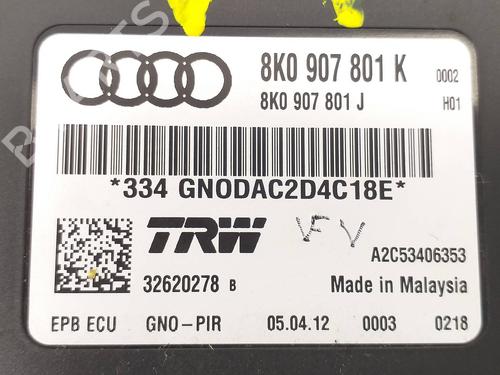 8K0 907 801 K 0002
8K0 907 801 J H01
*334 GNODAC2D4C18E*
TRW VFV A2C53406353
32620278 B Made in Malaysia
EPB ECU GNO-PIR 05.04.12 0003 0218